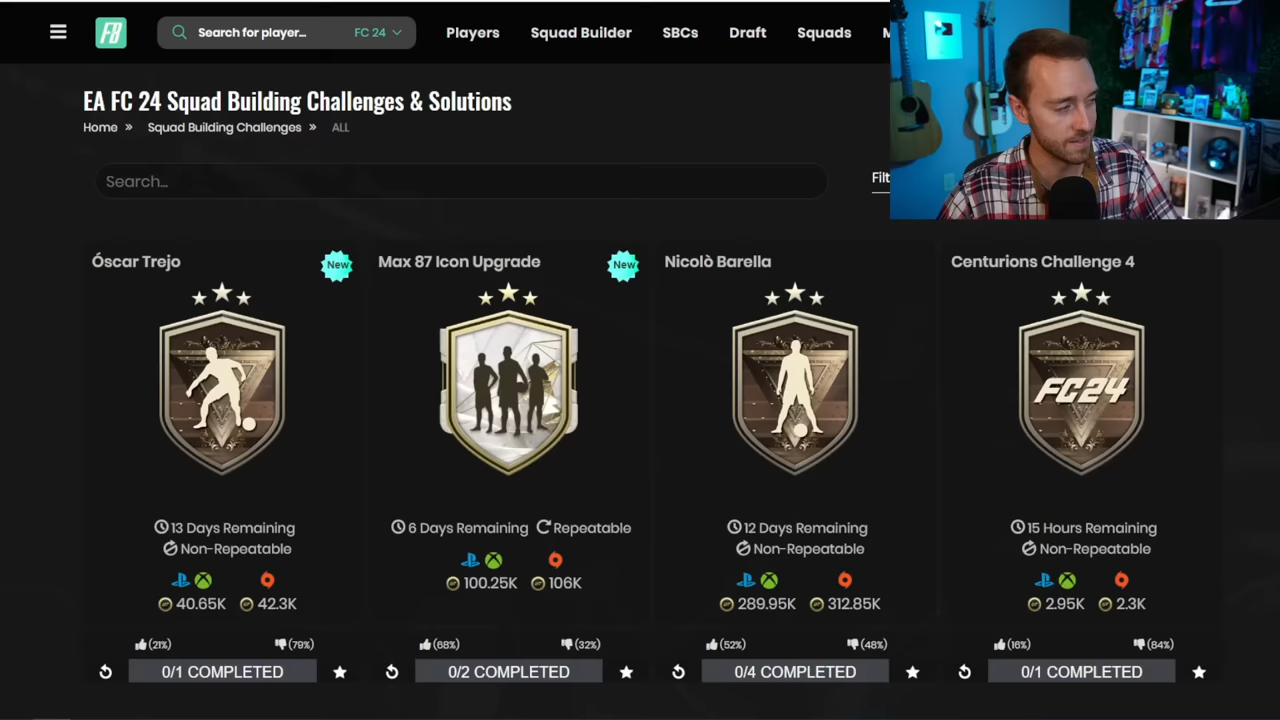 FB
Search for player...
FC 24
Players
Squad Builder
SBCs
Draft
Squads
EA FC 24 Squad Building Challenges & Solutions
Home » Squad Building Challenges » ALL
Search...
Filt
Óscar Trejo
New
13 Days Remaining
Non-Repeatable
40.65K
42.3K
(21%)
(79%)
0/1 COMPLETED
Max 87 Icon Upgrade
New
6 Days Remaining
Repeatable
100.25K
106K
(68%)
(32%)
0/2 COMPLETED
Nicolò Barella
12 Days Remaining
Non-Repeatable
289.95K
312.85K
(52%)
(48%)
0/4 COMPLETED
Centurions Challenge 4
FC24
15 Hours Remaining
Non-Repeatable
2.95K
2.3K
(16%)
(84%)
0/1 COMPLETED